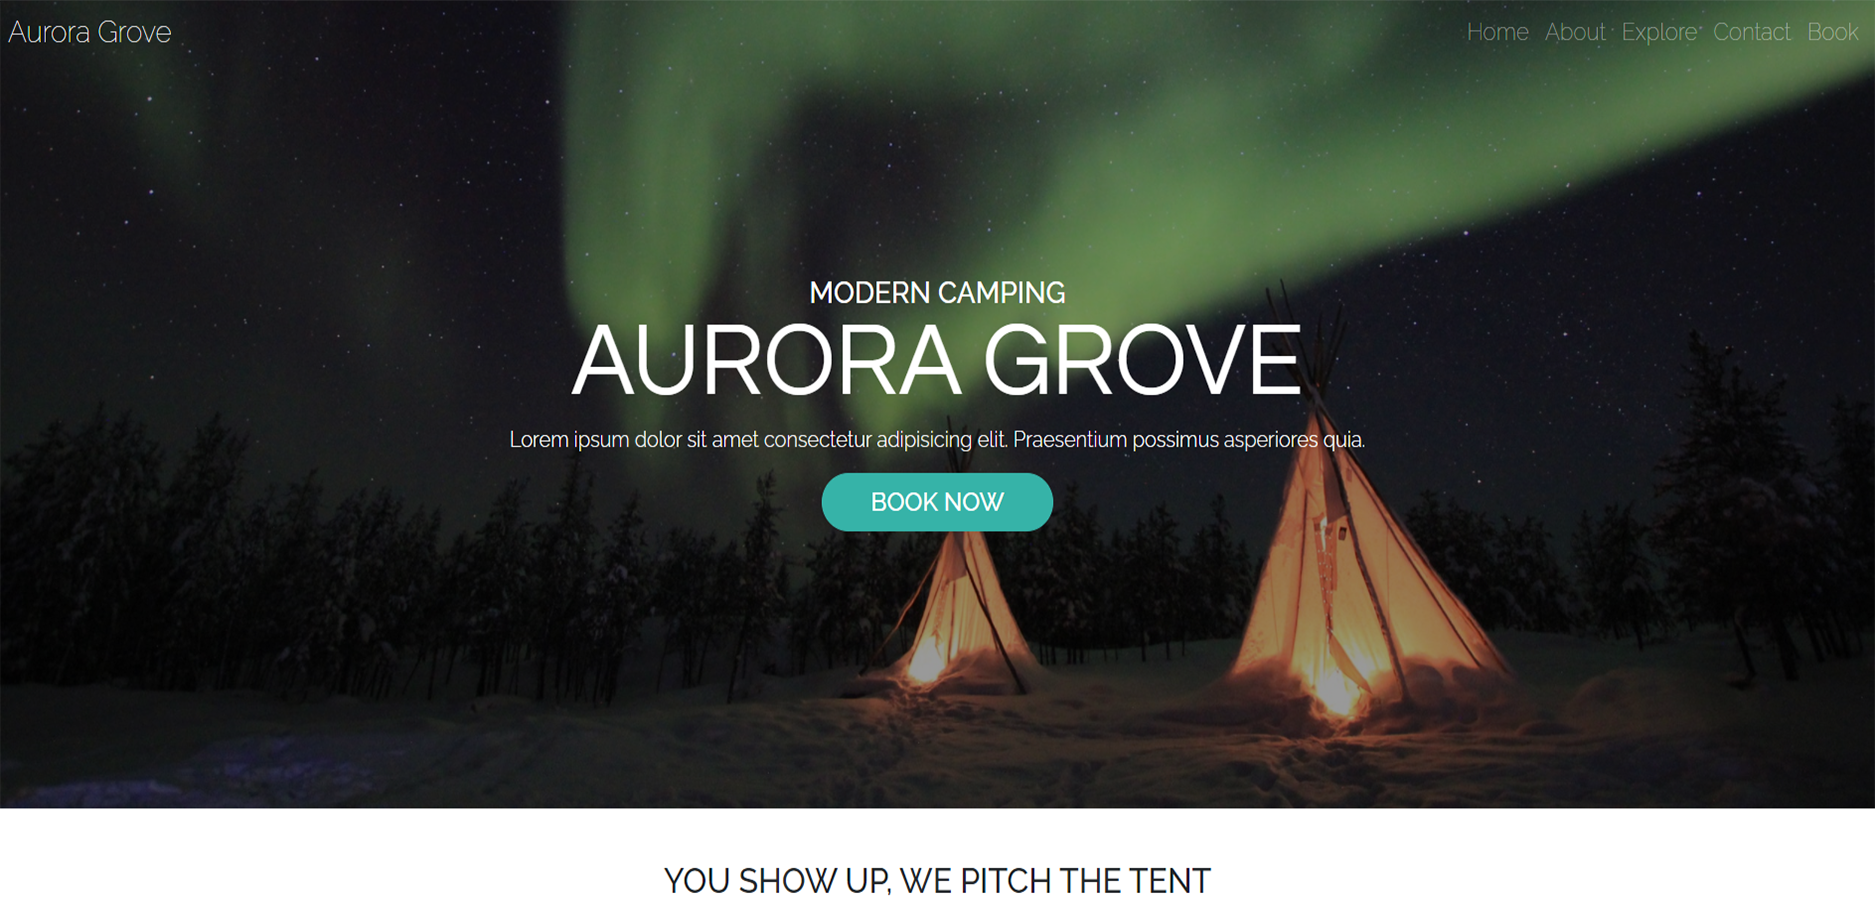 Aurora Grove
Home About Explore Contact Book
MODERN CAMPING
AURORA GROVE
Lorem ipsum dolor sit amet consectetur adipisicing elit. Praesentium possimus asperiores quia.
BOOK NOW
YOU SHOW UP, WE PITCH THE TENT